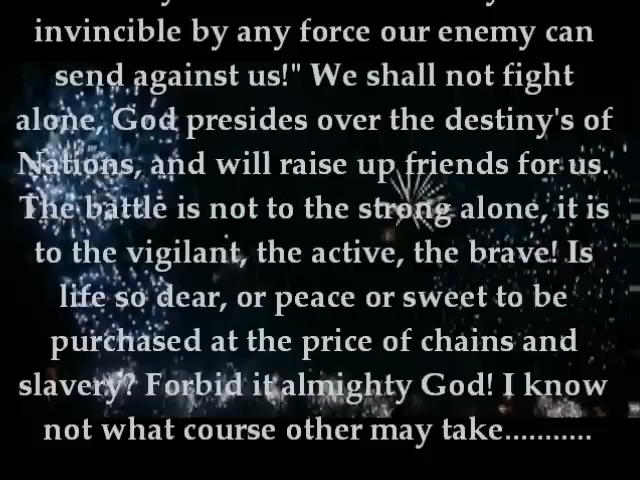 invincible by any force our enemy can
send against us!" We shall not fight
alone, God presides over the destiny's of
Nations, and will raise up friends for us.
The battle is not to the strong alone, it is
to the vigilant, the active, the brave! Is
life so dear, or peace or sweet to be
purchased at the price of chains and
slavery? Forbid it almighty God! I know
not what course other may take...........